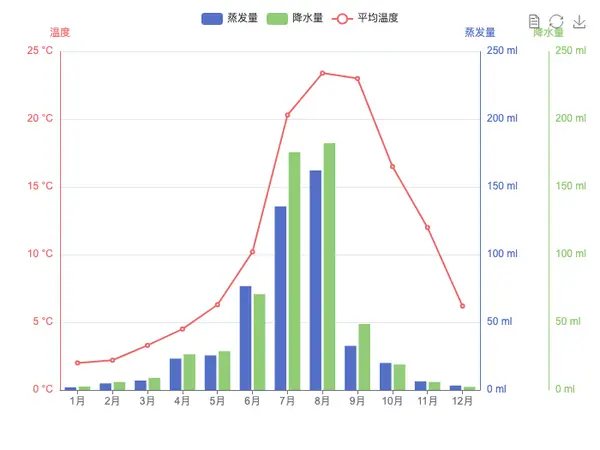 蒸发量 降水量 平均温度
温度 蒸发量 降水量
25 °C 250 ml 250 ml
20 °C 200 ml 200 ml
15 °C 150 ml 150 ml
10 °C 100 ml 100 ml
5 °C 50 ml 50 ml
0 °C 0 ml 0 ml
1月 2月 3月 4月 5月 6月 7月 8月 9月 10月 11月 12月